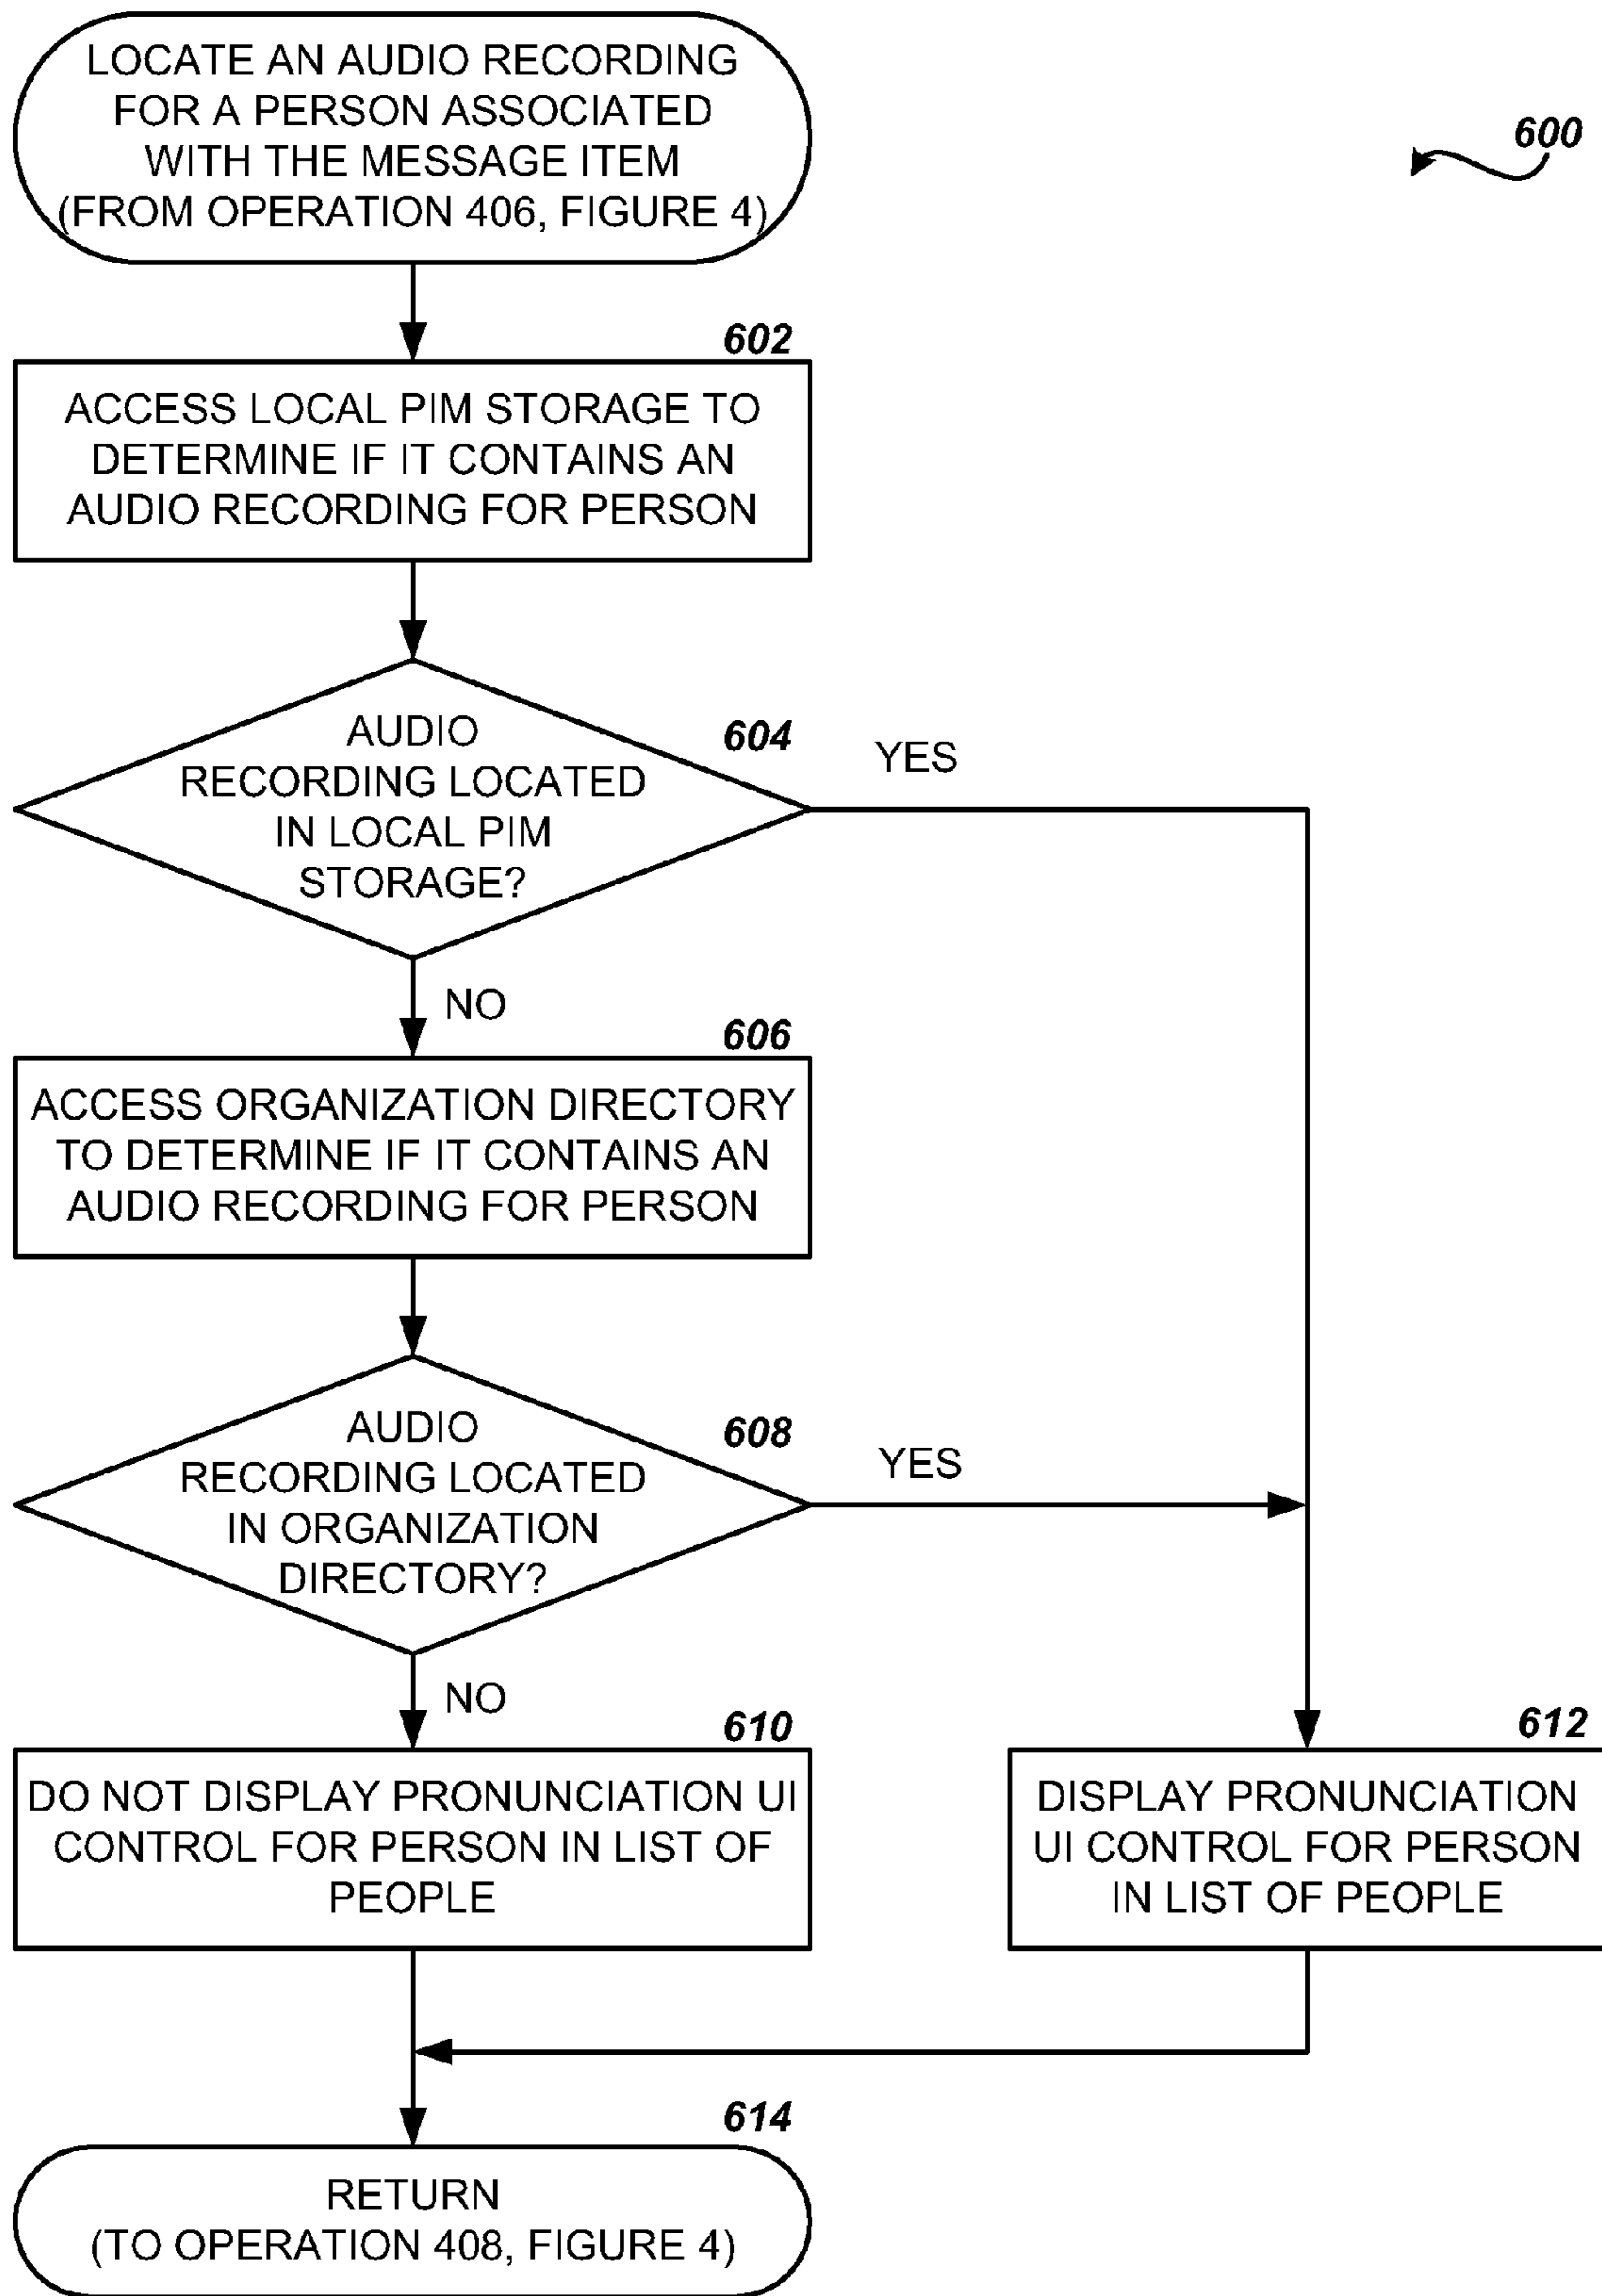 LOCATE AN AUDIO RECORDING
FOR A PERSON ASSOCIATED
WITH THE MESSAGE ITEM
(FROM OPERATION 406, FIGURE 4)
600
602
ACCESS LOCAL PIM STORAGE TO
DETERMINE IF IT CONTAINS AN
AUDIO RECORDING FOR PERSON
604
AUDIO
RECORDING LOCATED
IN LOCAL PIM
STORAGE?
YES
NO
606
ACCESS ORGANIZATION DIRECTORY
TO DETERMINE IF IT CONTAINS AN
AUDIO RECORDING FOR PERSON
608
AUDIO
RECORDING LOCATED
IN ORGANIZATION
DIRECTORY?
YES
NO
610
DO NOT DISPLAY PRONUNCIATION UI
CONTROL FOR PERSON IN LIST OF
PEOPLE
612
DISPLAY PRONUNCIATION
UI CONTROL FOR PERSON
IN LIST OF PEOPLE
614
RETURN
(TO OPERATION 408, FIGURE 4)